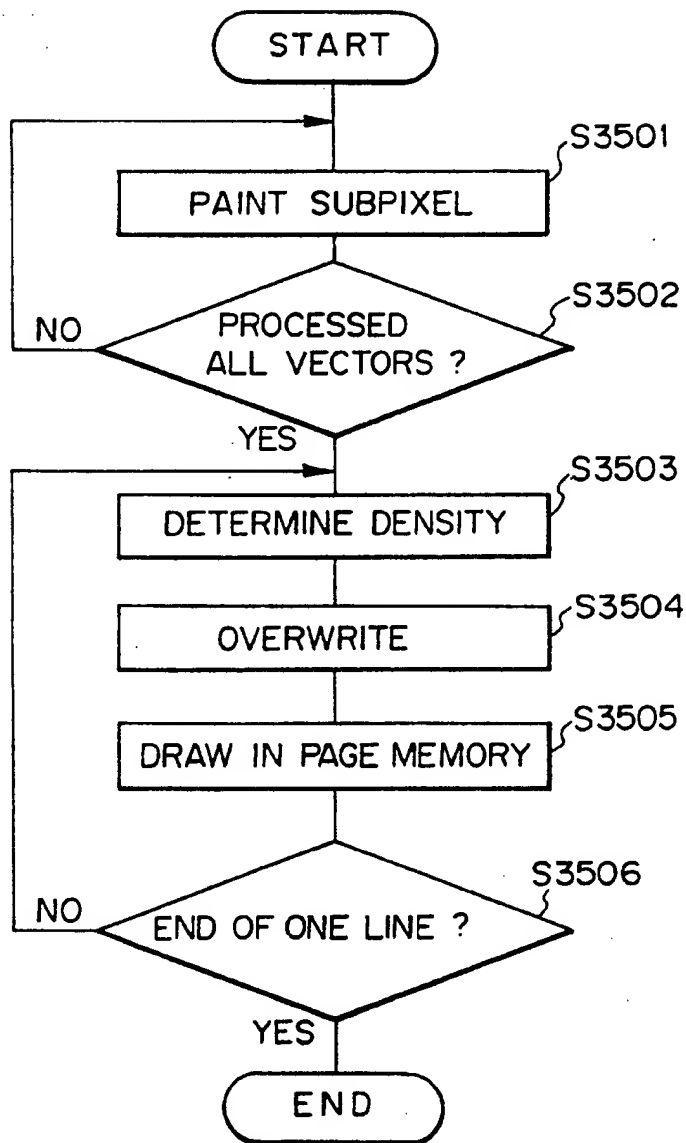 START
S3501
PAINT SUBPIXEL
S3502
PROCESSED
ALL VECTORS ?
NO
YES
S3503
DETERMINE DENSITY
S3504
OVERWRITE
S3505
DRAW IN PAGE MEMORY
S3506
END OF ONE LINE ?
NO
YES
END